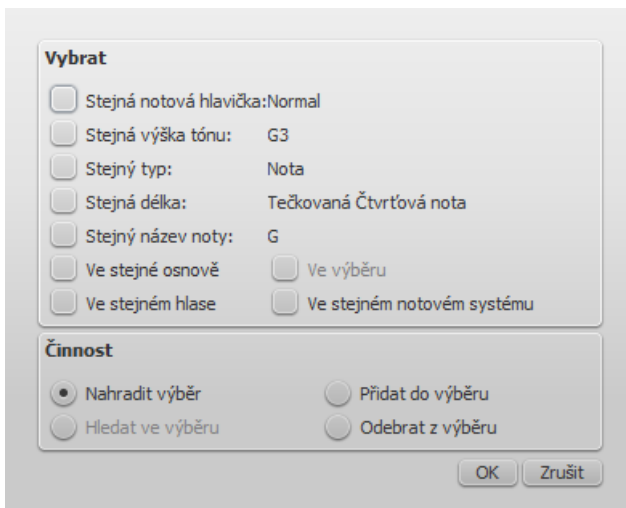 Vybrat
Stejná notová hlavička:Normal
Stejná výška tónu: G3
Stejný typ: Nota
Stejná délka: Tečkovaná Čtvrťová nota
Stejný název noty: G
Ve stejné osnově Ve výběru
Ve stejném hlase Ve stejném notovém systému
Činnost
Nahradit výběr Přidat do výběru
Hledat ve výběru Odebrat z výběru
OK Zrušit